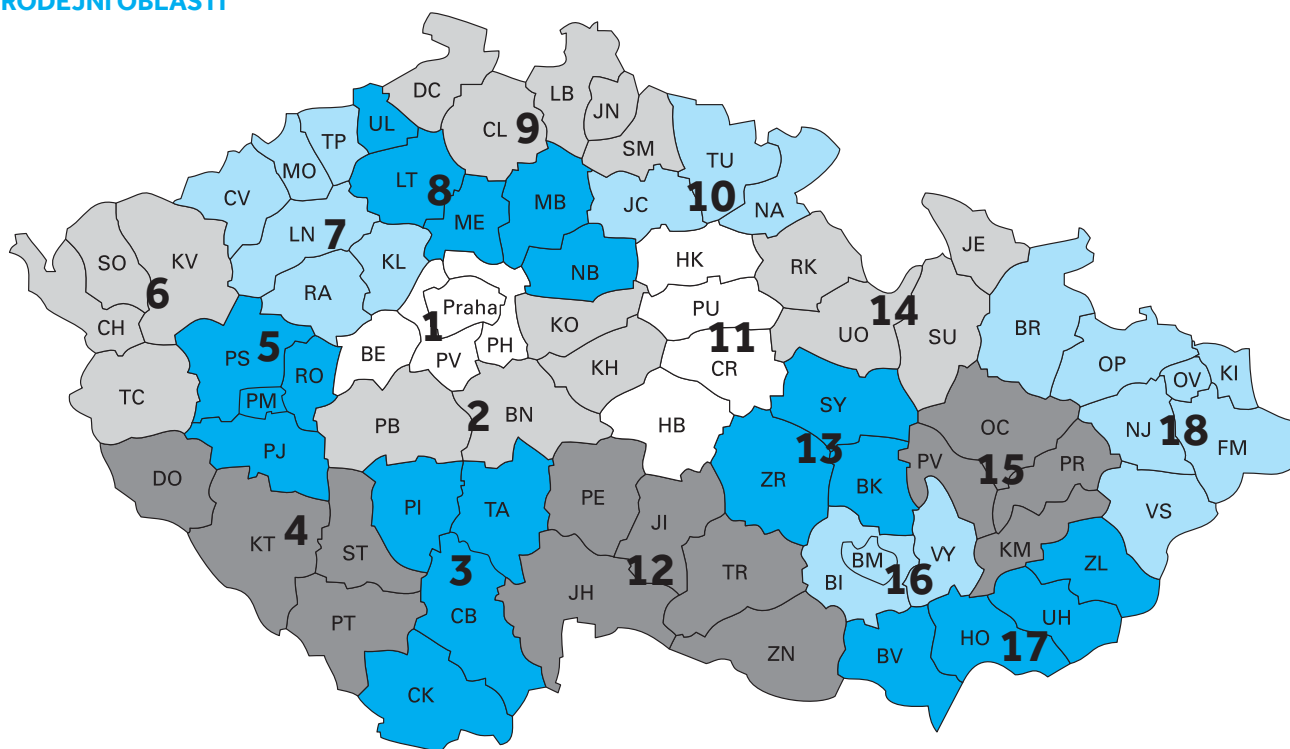 RODEJNÍ OBLASTI
DC
LB
JN
UL
CL
9
TP
SM
MO
TU
LT
8
CV
10
MB
JC
NA
ME
LN
7
JE
SO
KV
KL
HK
RK
NB
6
RA
Praha
PU
14
CH
1
KO
BR
PS
5
PH
UO
SU
BE
PV
11
OP
RO
KH
CR
OV
KI
TC
PM
SY
PB
2
BN
HB
OC
NJ
18
FM
PJ
13
PV
15
PR
DO
ZR
BK
PI
TA
PE
VS
4
JI
KT
ST
KM
BM
VY
3
12
TR
BI
16
ZL
JH
CB
PT
UH
HO
17
ZN
BV
CK